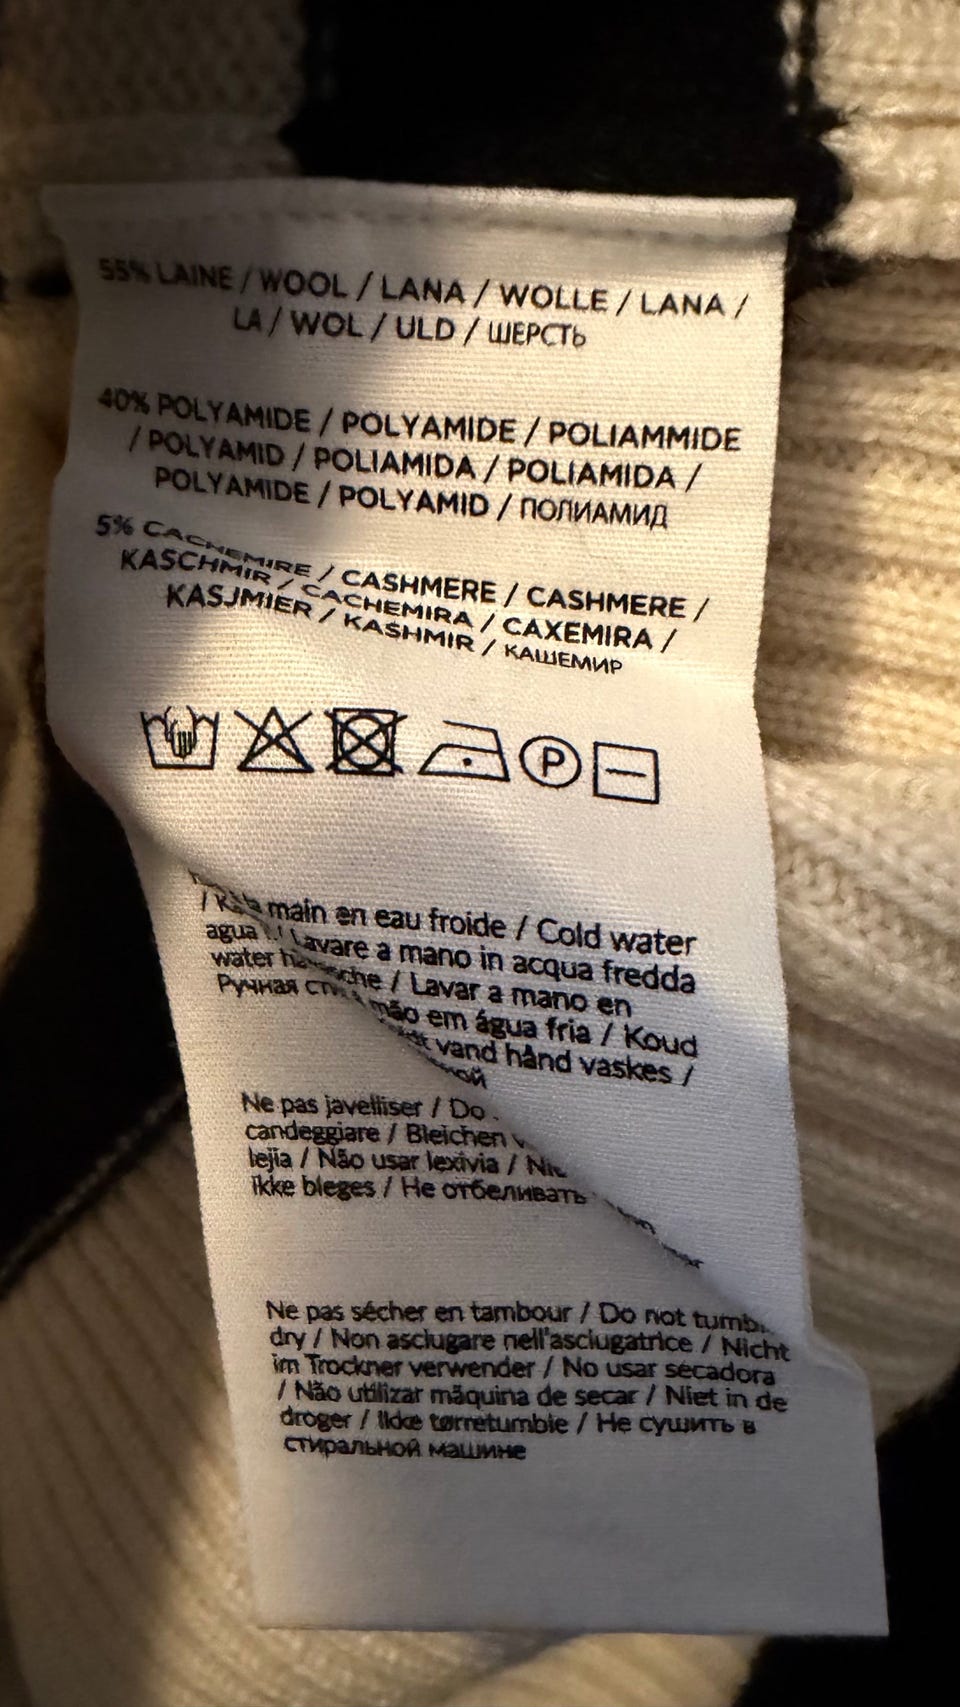 55% LAINE / WOOL / LANA / WOLLE / LANA /
LA / WOL / ULD / ШЕРСТЬ
40% POLYAMIDE / POLYAMIDE / POLIAMMIDE
/ POLYAMID / POLIAMIDA / POLIAMIDA /
POLYAMIDE / POLYAMID / ПОЛИАМИД
5% CACHEMIRE / CASHMERE / CASHMERE /
KASCHMIR / CACHEMIRA / CAXEMIRA /
KASJMIER / KASHMIR / КАШЕМИР
P
main en eau froide / Cold water
/ Lavare a mano in acqua fredda
/ Lavar a mano en
agua
water
mão em água fria / Koud
vand hånd vaskes /
Ручная
Ne pas javelliser / Do
candeggiare / Bleichen
lejia / Não usar lexivia /
ikke bleges / Не отбеливать
Ne pas sécher en tambour / Do not
dry / Non asciugare nell'asciugatrice / Nicht
im Trockner verwender / No usar secadora
/ Não utilizar máquina de secar / Niet in de
droger / Ikke tørretumble / Не сушить в
стиральной машине